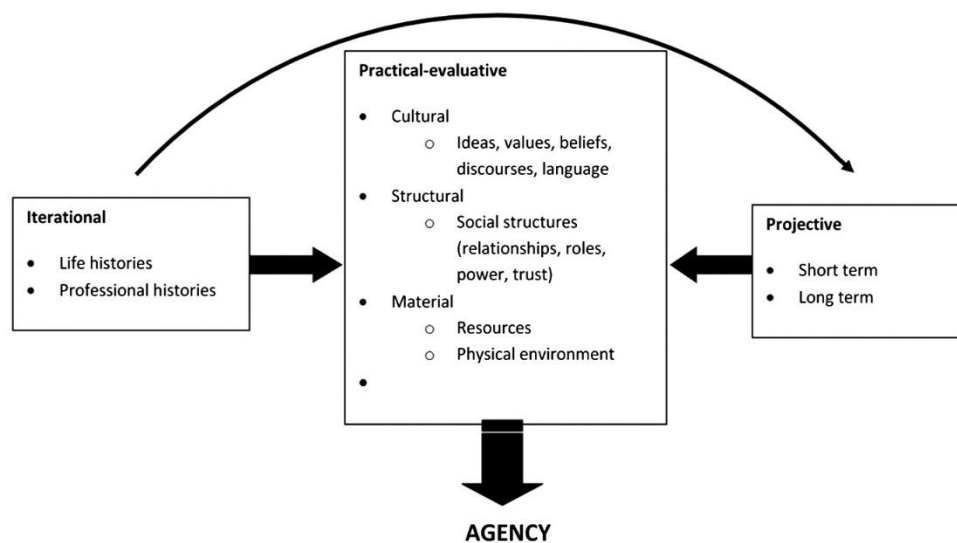 Iterational
• Life histories
• Professional histories
Practical-evaluative
• Cultural
o Ideas, values, beliefs,
discourses, language
• Structural
o Social structures
(relationships, roles,
power, trust)
• Material
o Resources
o Physical environment
•
Projective
• Short term
• Long term
AGENCY